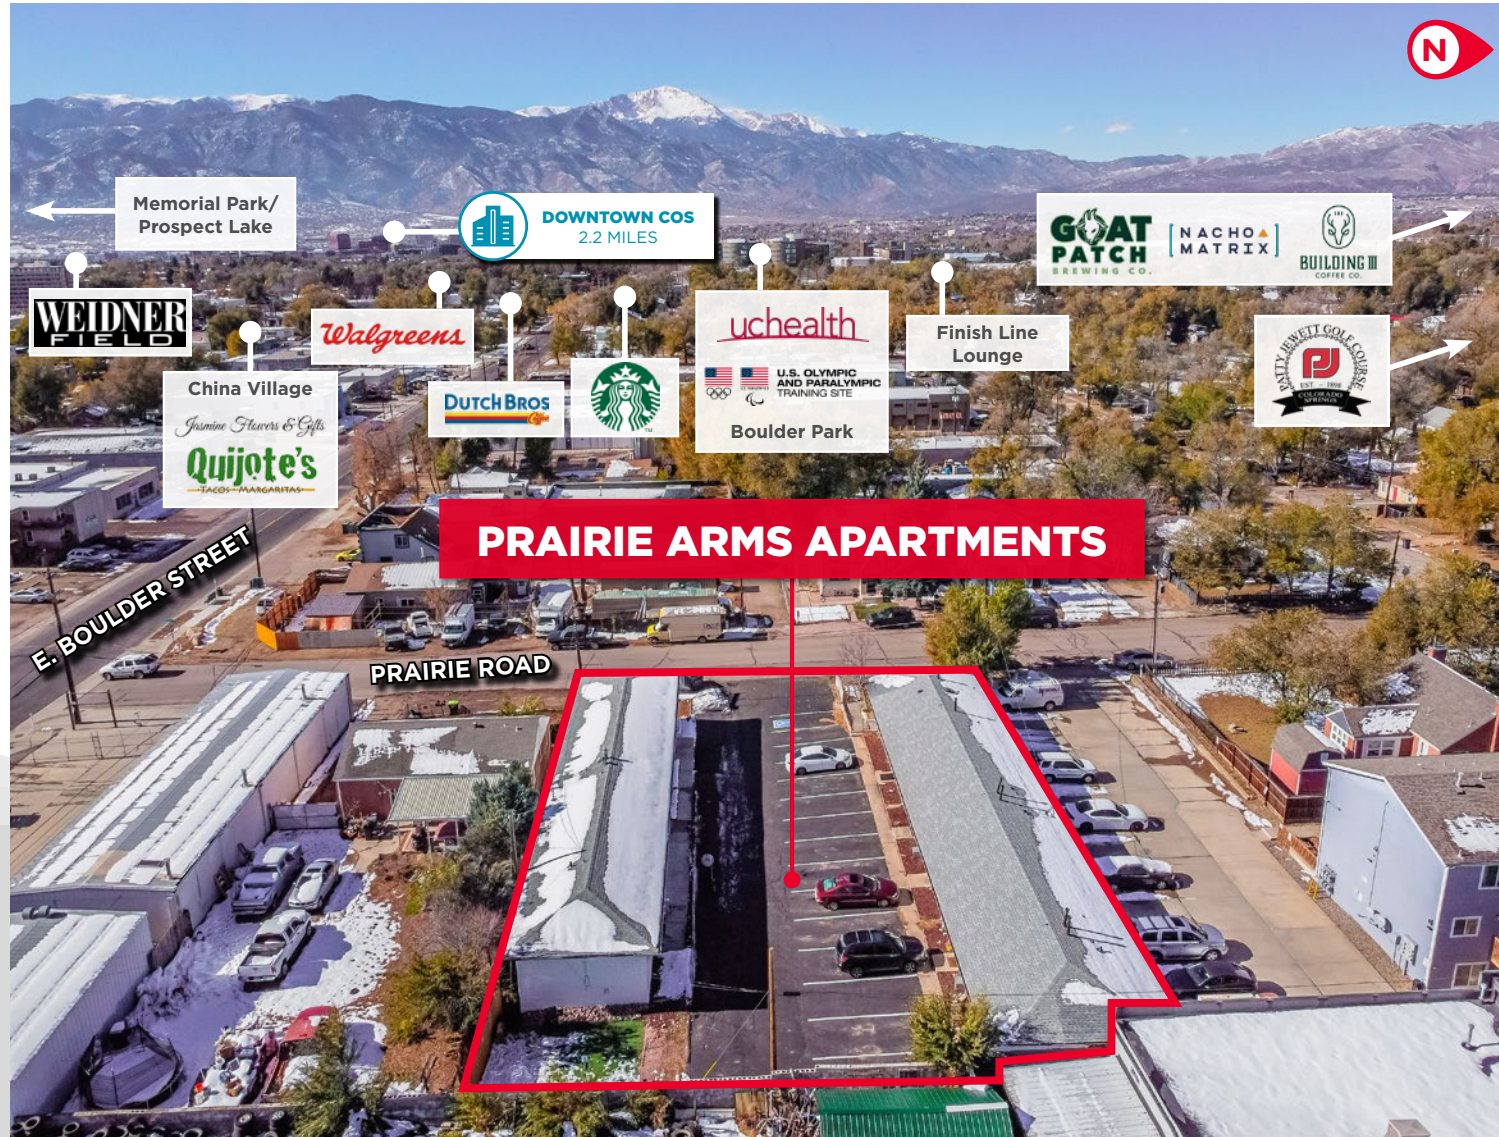 N
Memorial Park/
Prospect Lake
DOWNTOWN COS
2.2 MILES
GOAT
PATCH
BREWING CO.
NACHO
MATRIX
BUILDING III
COFFEE CO.
WEIDNER
FIELD
Walgreens
China Village
Jasmine Flowers & Gifts
Quijote's
TACOS · MARGARITAS
DUTCH BROS
Coffee
uchealth
U.S. OLYMPIC
AND PARALYMPIC
TRAINING SITE
Boulder Park
Finish Line
Lounge
PATTY JEWETT GOLF COURSE
PJ
EST - 1898
COLORADO
SPRINGS
PRAIRIE ARMS APARTMENTS
E. BOULDER STREET
PRAIRIE ROAD